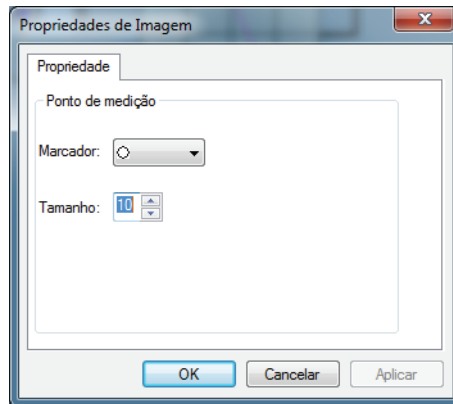 Propriedades de Imagem
Propriedade
Ponto de medição
Marcador:
Tamanho: 10
OK Cancelar Aplicar